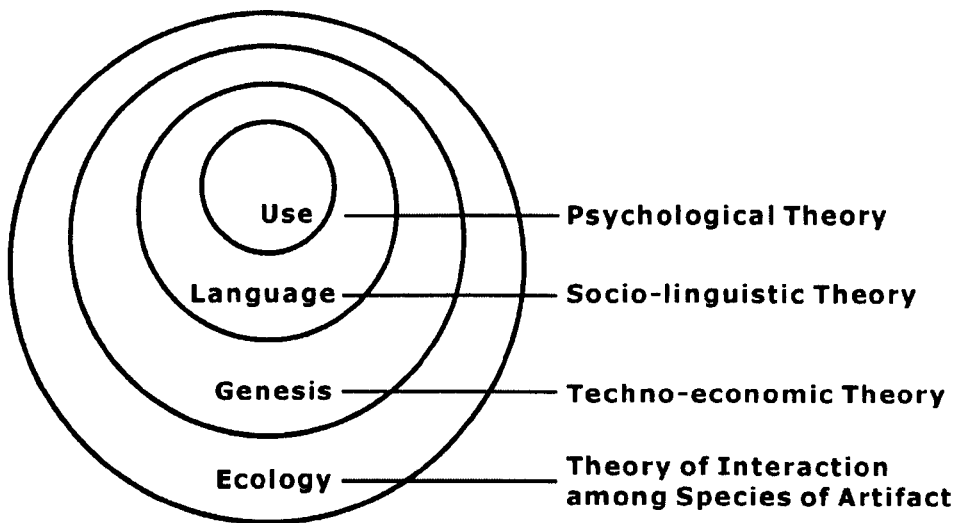 Use Psychological Theory
Language Socio-linguistic Theory
Genesis Techno-economic Theory
Ecology Theory of Interaction
among Species of Artifact